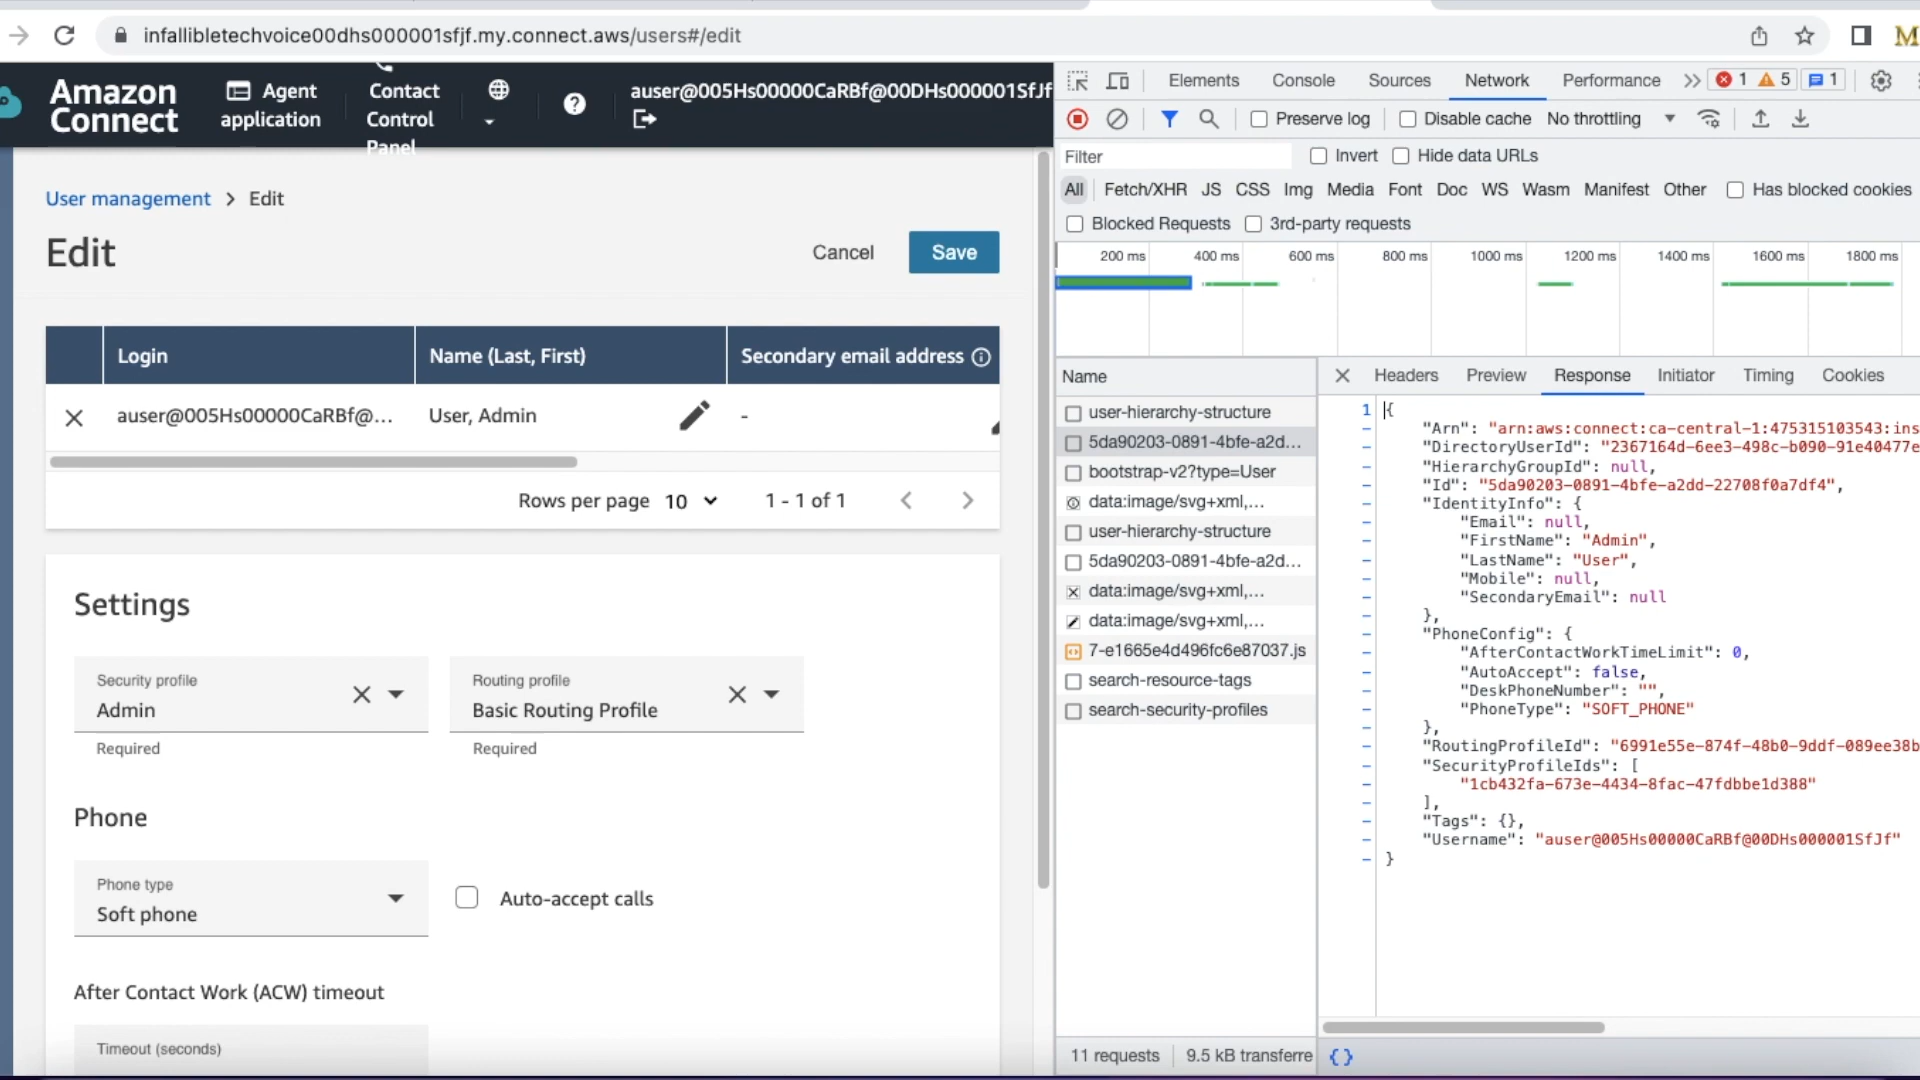 infallibletechvoice00dhs000001sfjf.my.connect.aws/users#/edit
M
Amazon
Connect
Agent
application
Contact
Control
Panel
auser@005Hs00000CaRBf@00DHs000001SfJf
User management > Edit
Edit
Cancel
Save
Login
Name (Last, First)
Secondary email address
auser@005Hs00000CaRBf@...
User, Admin
-
Rows per page 10
1 - 1 of 1
Settings
Security profile
Admin
Required
Routing profile
Basic Routing Profile
Required
Phone
Phone type
Soft phone
Auto-accept calls
After Contact Work (ACW) timeout
Timeout (seconds)
Elements Console Sources Network Performance 1 5 1
Preserve log Disable cache No throttling
Filter Invert Hide data URLs
All Fetch/XHR JS CSS Img Media Font Doc WS Wasm Manifest Other Has blocked cookies
Blocked Requests 3rd-party requests
200 ms 400 ms 600 ms 800 ms 1000 ms 1200 ms 1400 ms 1600 ms 1800 ms
Name
user-hierarchy-structure
5da90203-0891-4bfe-a2d...
bootstrap-v2?type=User
data:image/svg+xml,...
user-hierarchy-structure
5da90203-0891-4bfe-a2d...
data:image/svg+xml,...
data:image/svg+xml,...
7-e1665e4d496fc6e87037.js
search-resource-tags
search-security-profiles
11 requests 9.5 kB transferre
Headers Preview Response Initiator Timing Cookies
1 {
"Arn": "arn:aws:connect:ca-central-1:475315103543:ins
"DirectoryUserId": "2367164d-6ee3-498c-b090-91e40477e
"HierarchyGroupId": null,
"Id": "5da90203-0891-4bfe-a2dd-22708f0a7df4",
"IdentityInfo": {
"Email": null,
"FirstName": "Admin",
"LastName": "User",
"Mobile": null,
"SecondaryEmail": null
},
"PhoneConfig": {
"AfterContactWorkTimeLimit": 0,
"AutoAccept": false,
"DeskPhoneNumber": "",
"PhoneType": "SOFT_PHONE"
},
"RoutingProfileId": "6991e55e-874f-48b0-9ddf-089ee38b
"SecurityProfileIds": [
"1cb432fa-673e-4434-8fac-47fdbbe1d388"
],
"Tags": {},
"Username": "auser@005Hs00000CaRBf@00DHs000001SfJf"
}
{ }